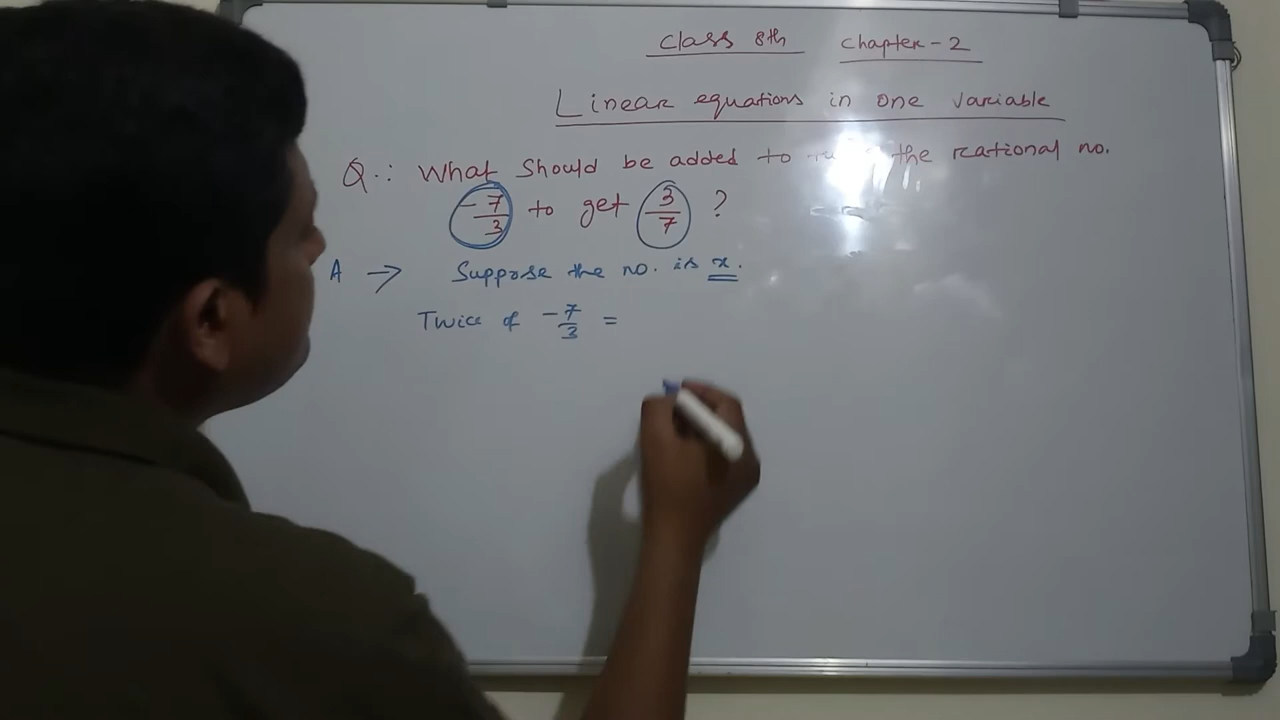 Class 8th Chapter - 2
Linear equations in one variable
Q.: What should be added to the rational no.
- 7/3 to get 3/7 ?
A → Suppose the no. is x.
Twice of - 7/3 =